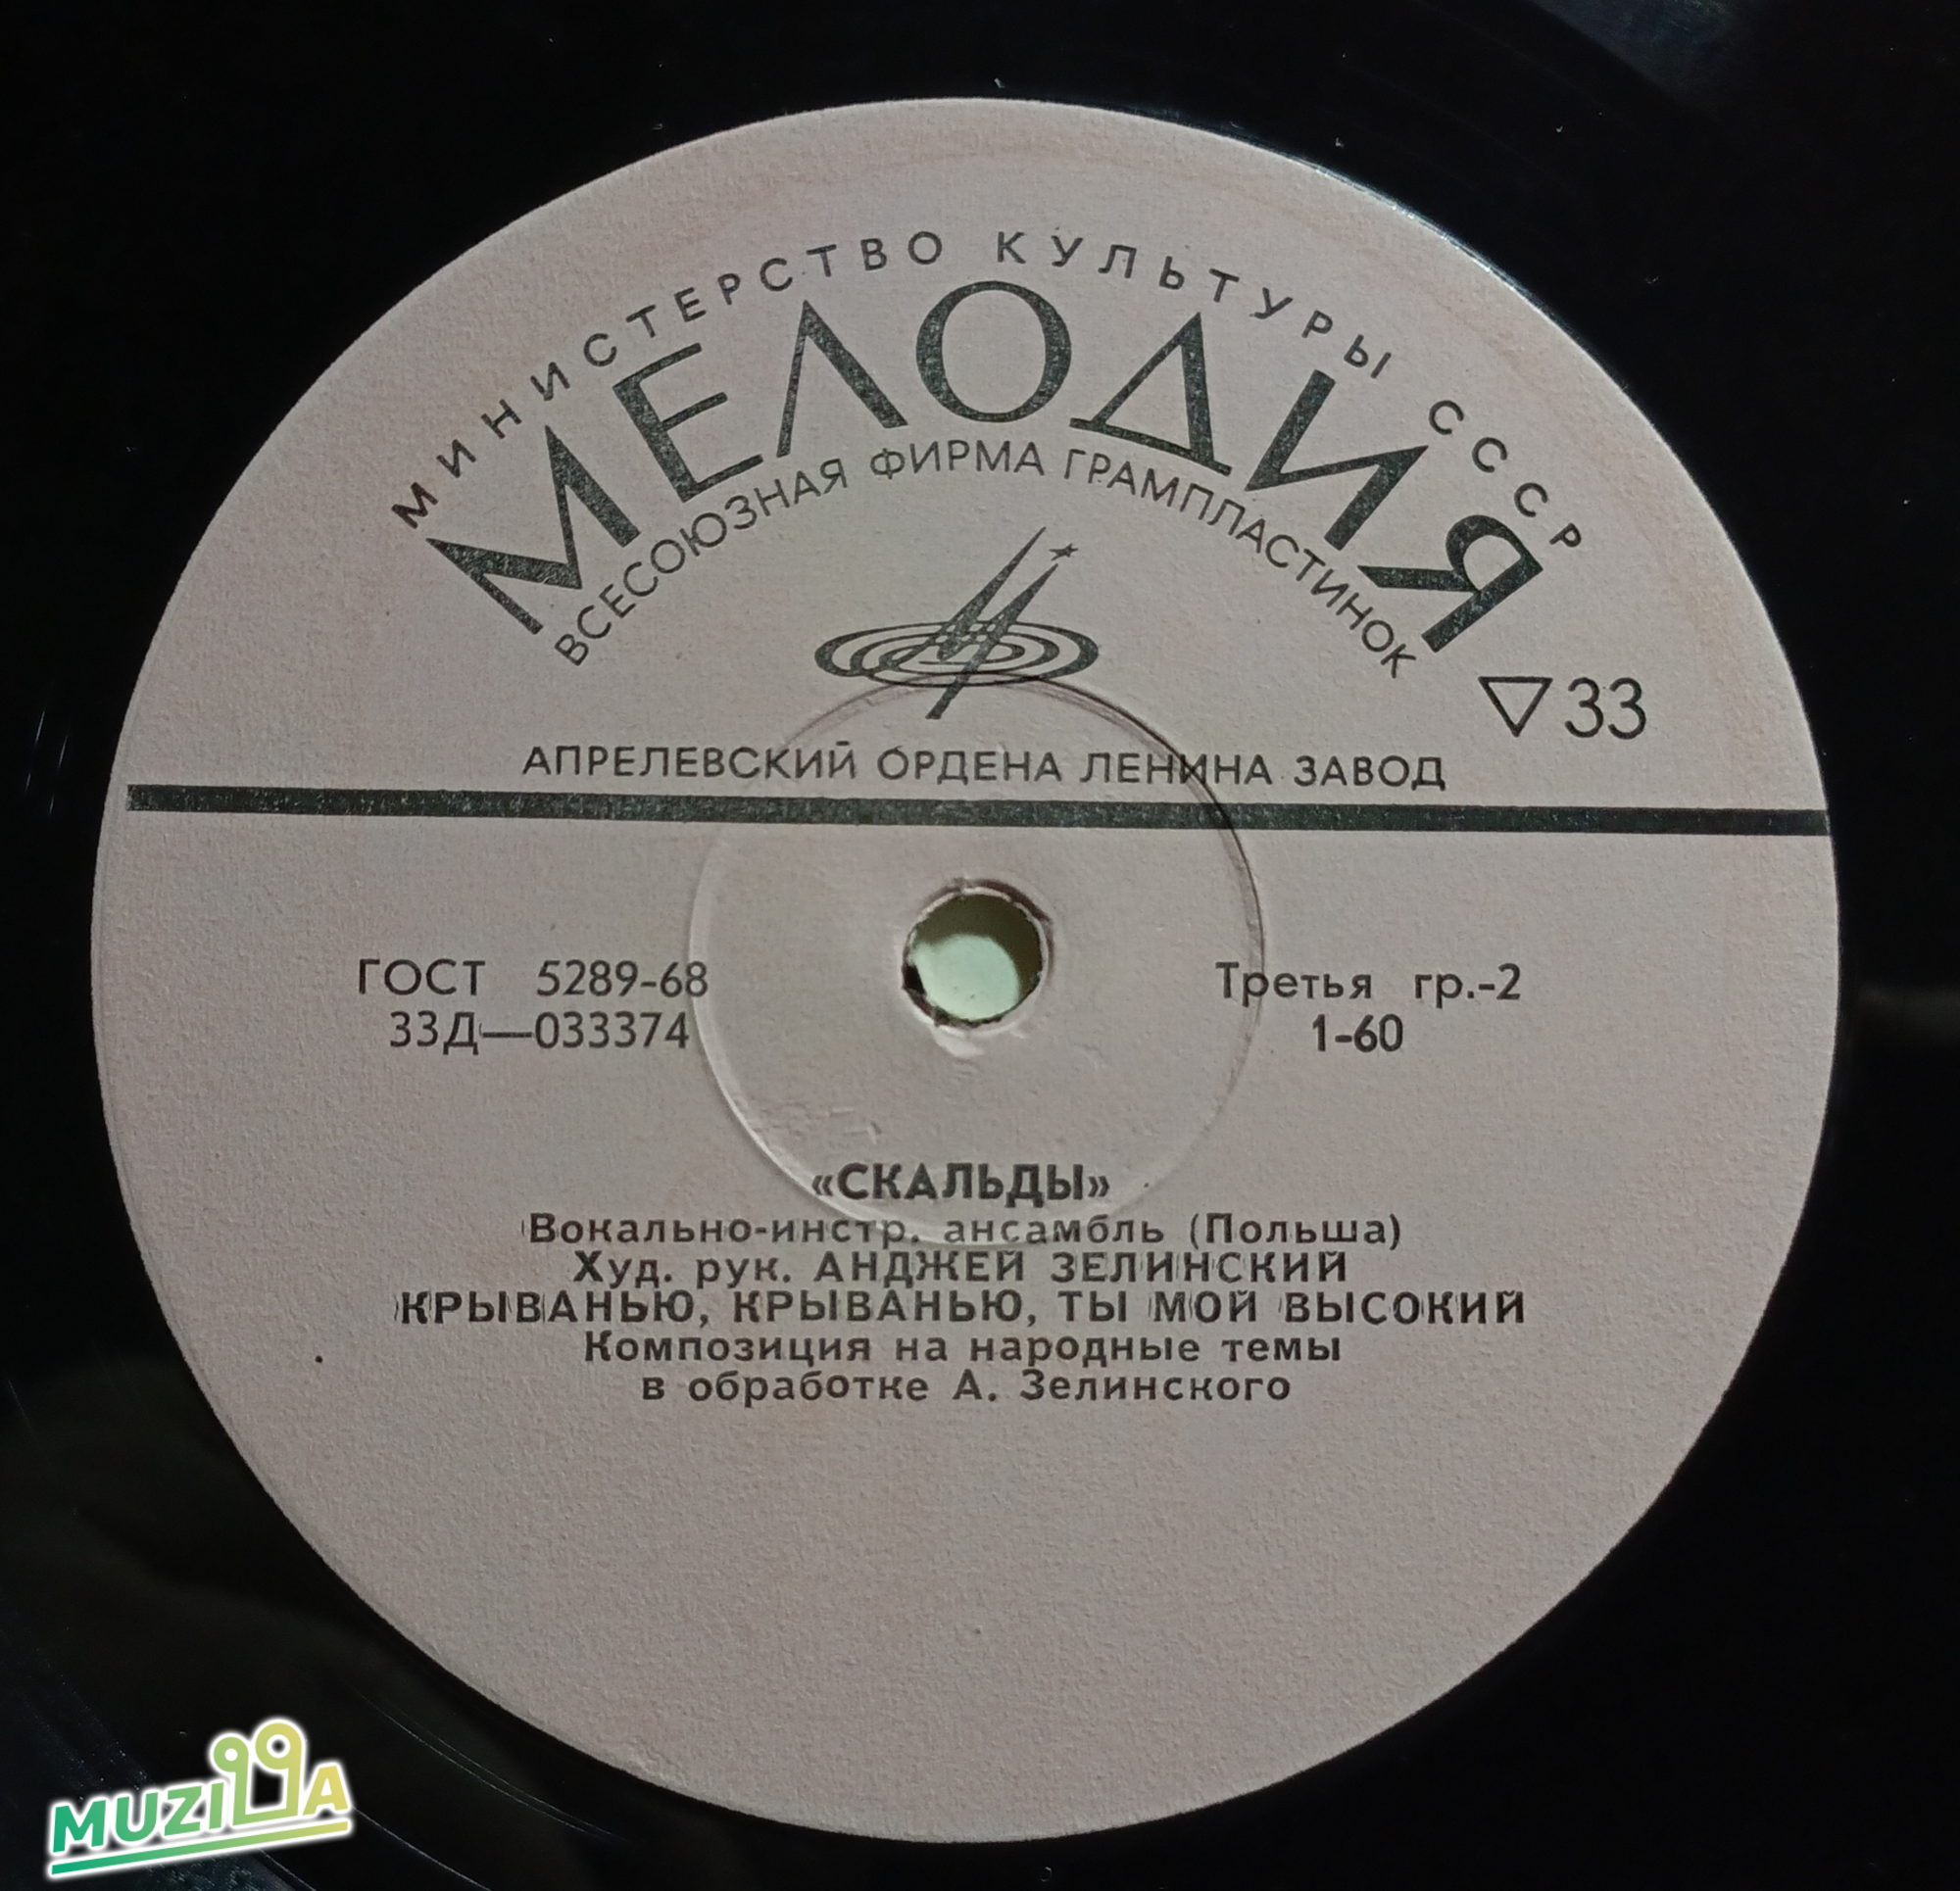 МИНИСТЕРСТВО КУЛЬТУРЫ СССР
МЕЛОДИЯ
ВСЕСОЮЗНАЯ ФИРМА ГРАМПЛАСТИНОК
▽33
АПРЕЛЕВСКИЙ ОРДЕНА ЛЕНИНА ЗАВОД
ГОСТ 5289-68
33Д—033374
Третья гр.-2
1-60
«СКАЛЬДЫ»
Вокально-инстр. ансамбль (Польша)
Худ. рук. АНДЖЕЙ ЗЕЛИНСКИЙ
КРЫВАНЬЮ, КРЫВАНЬЮ, ТЫ МОЙ ВЫСОКИЙ
Композиция на народные темы
в обработке А. Зелинского
MUZILLA